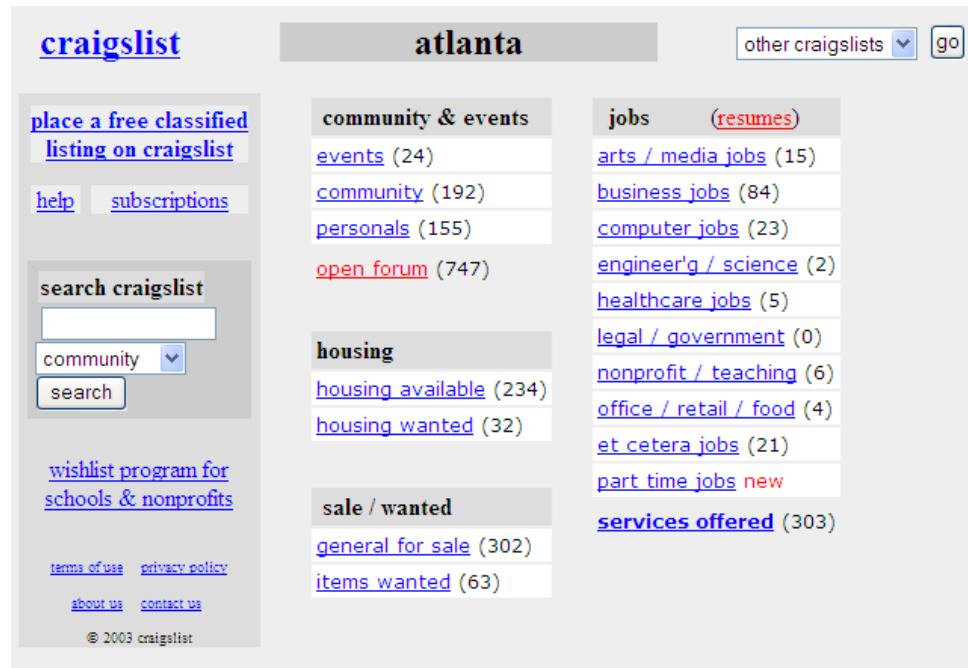 craigslist
atlanta
other craigslists
go
place a free classified
listing on craigslist
help
subscriptions
search craigslist
community
search
wishlist program for
schools & nonprofits
terms of use privacy policy
about us contact us
© 2003 craigslist
community & events
events (24)
community (192)
personals (155)
open forum (747)
housing
housing available (234)
housing wanted (32)
sale / wanted
general for sale (302)
items wanted (63)
jobs (resumes)
arts / media jobs (15)
business jobs (84)
computer jobs (23)
engineer'g / science (2)
healthcare jobs (5)
legal / government (0)
nonprofit / teaching (6)
office / retail / food (4)
et cetera jobs (21)
part time jobs new
services offered (303)